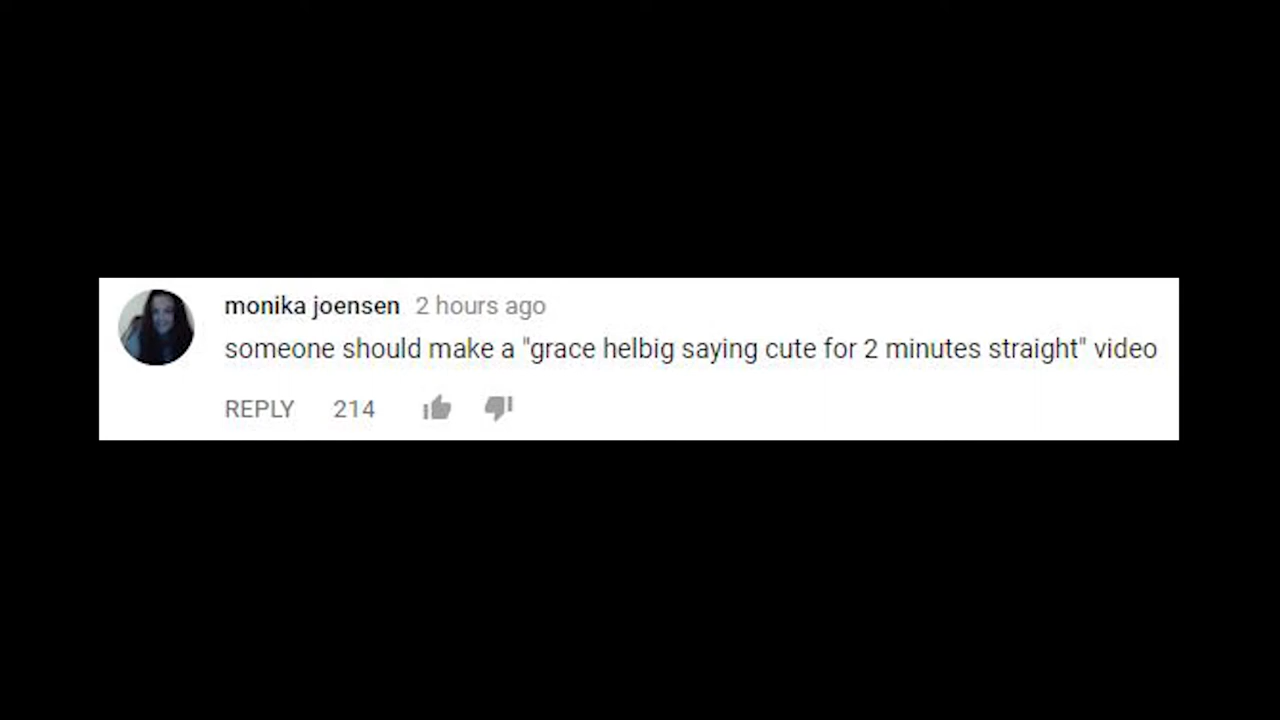 monika joensen 2 hours ago
someone should make a "grace helbig saying cute for 2 minutes straight" video
REPLY 214